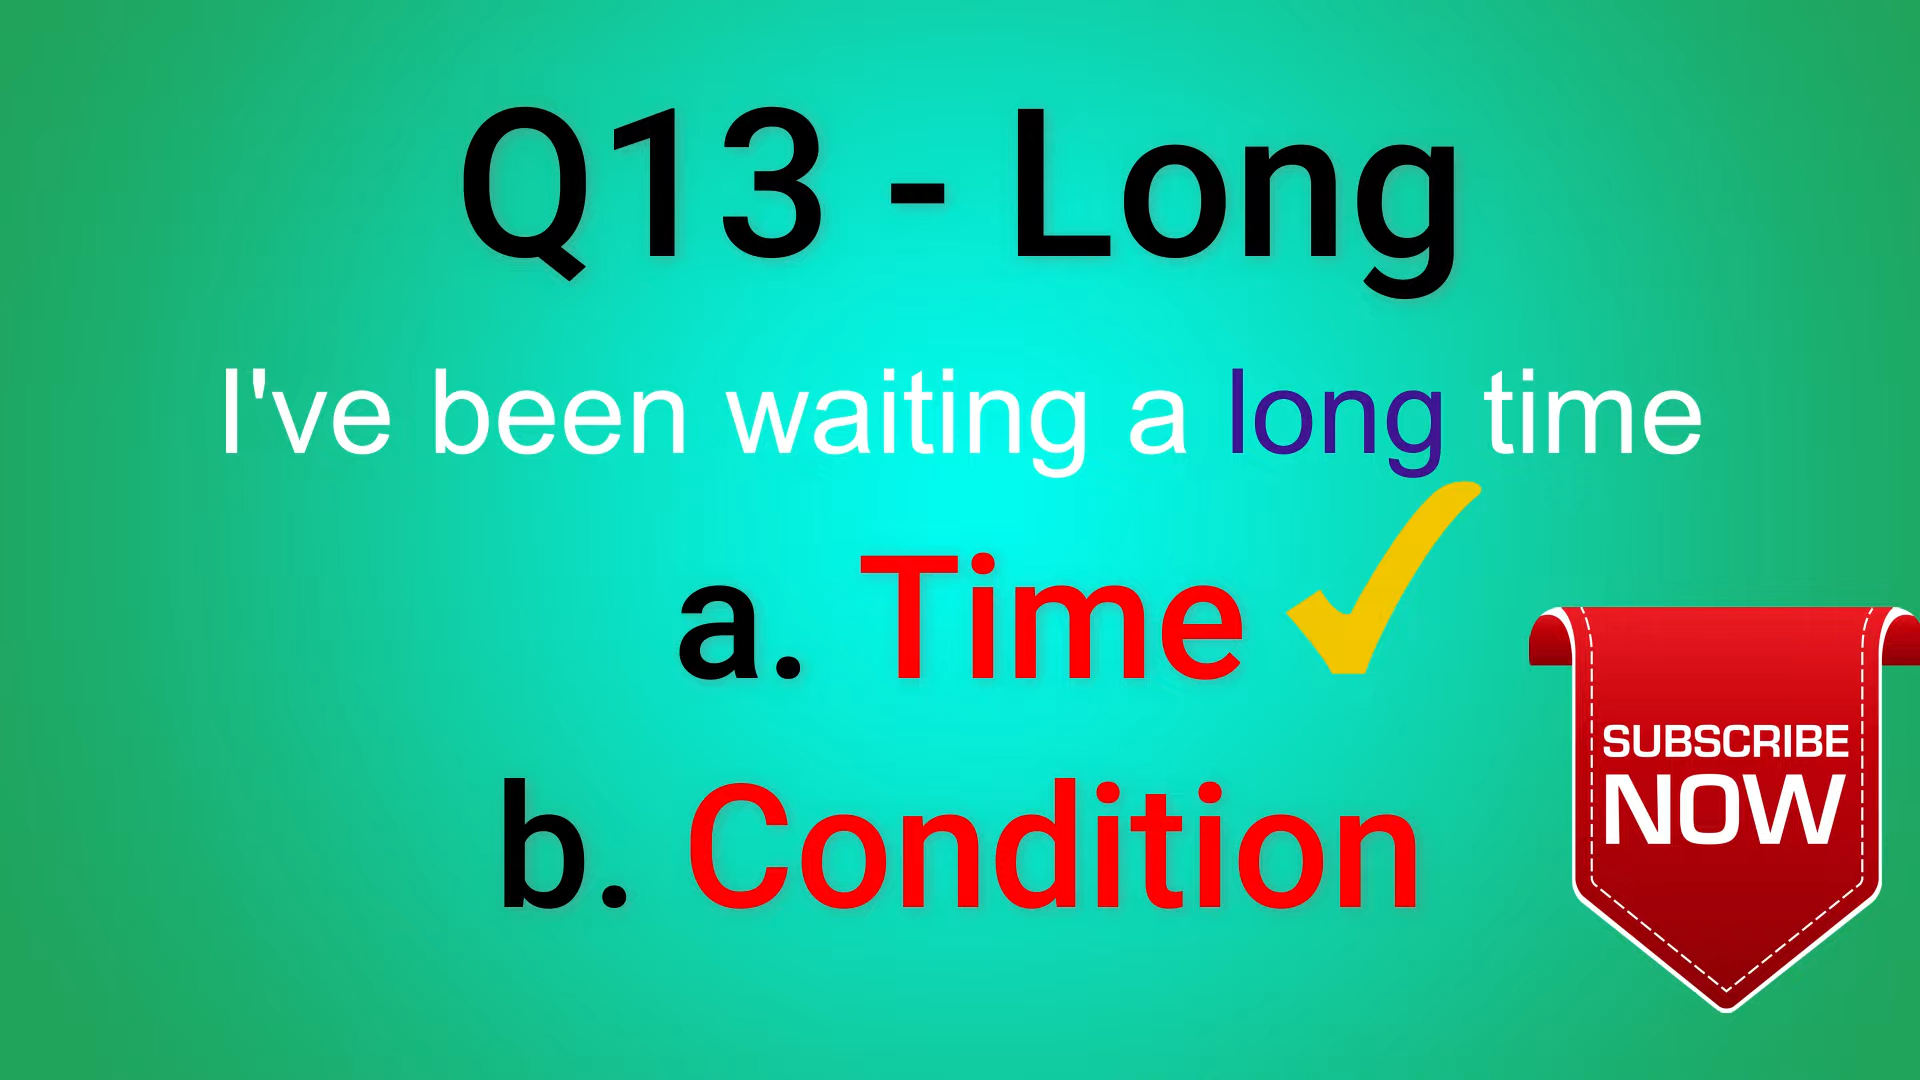 Q13 - Long
I've been waiting a long time
a. Time
b. Condition
SUBSCRIBE
NOW